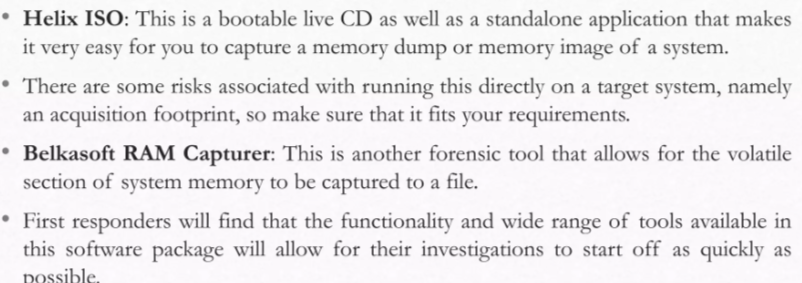 • Helix ISO: This is a bootable live CD as well as a standalone application that makes
it very easy for you to capture a memory dump or memory image of a system.
• There are some risks associated with running this directly on a target system, namely
an acquisition footprint, so make sure that it fits your requirements.
• Belkasoft RAM Capturer: This is another forensic tool that allows for the volatile
section of system memory to be captured to a file.
• First responders will find that the functionality and wide range of tools available in
this software package will allow for their investigations to start off as quickly as
possible.